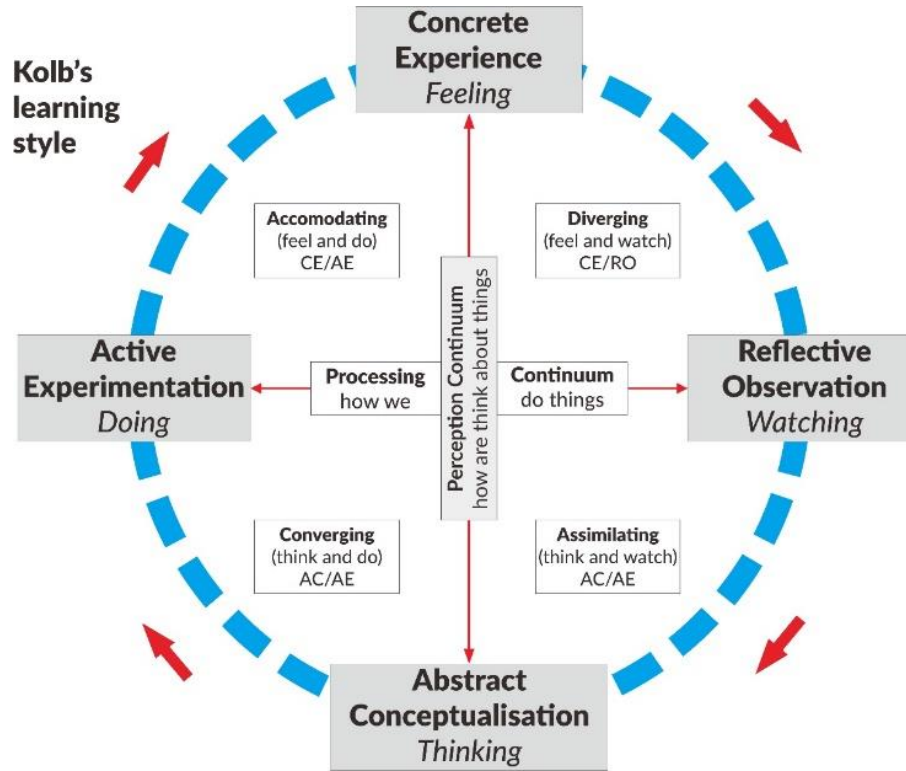 Kolb's
learning
style
Concrete
Experience
Feeling
Accomodating
(feel and do)
CE/AE
Diverging
(feel and watch)
CE/RO
Active
Experimentation
Doing
Processing
how we
Perception Continuum
how are think about things
Continuum
do things
Reflective
Observation
Watching
Converging
(think and do)
AC/AE
Assimilating
(think and watch)
AC/AE
Abstract
Conceptualisation
Thinking